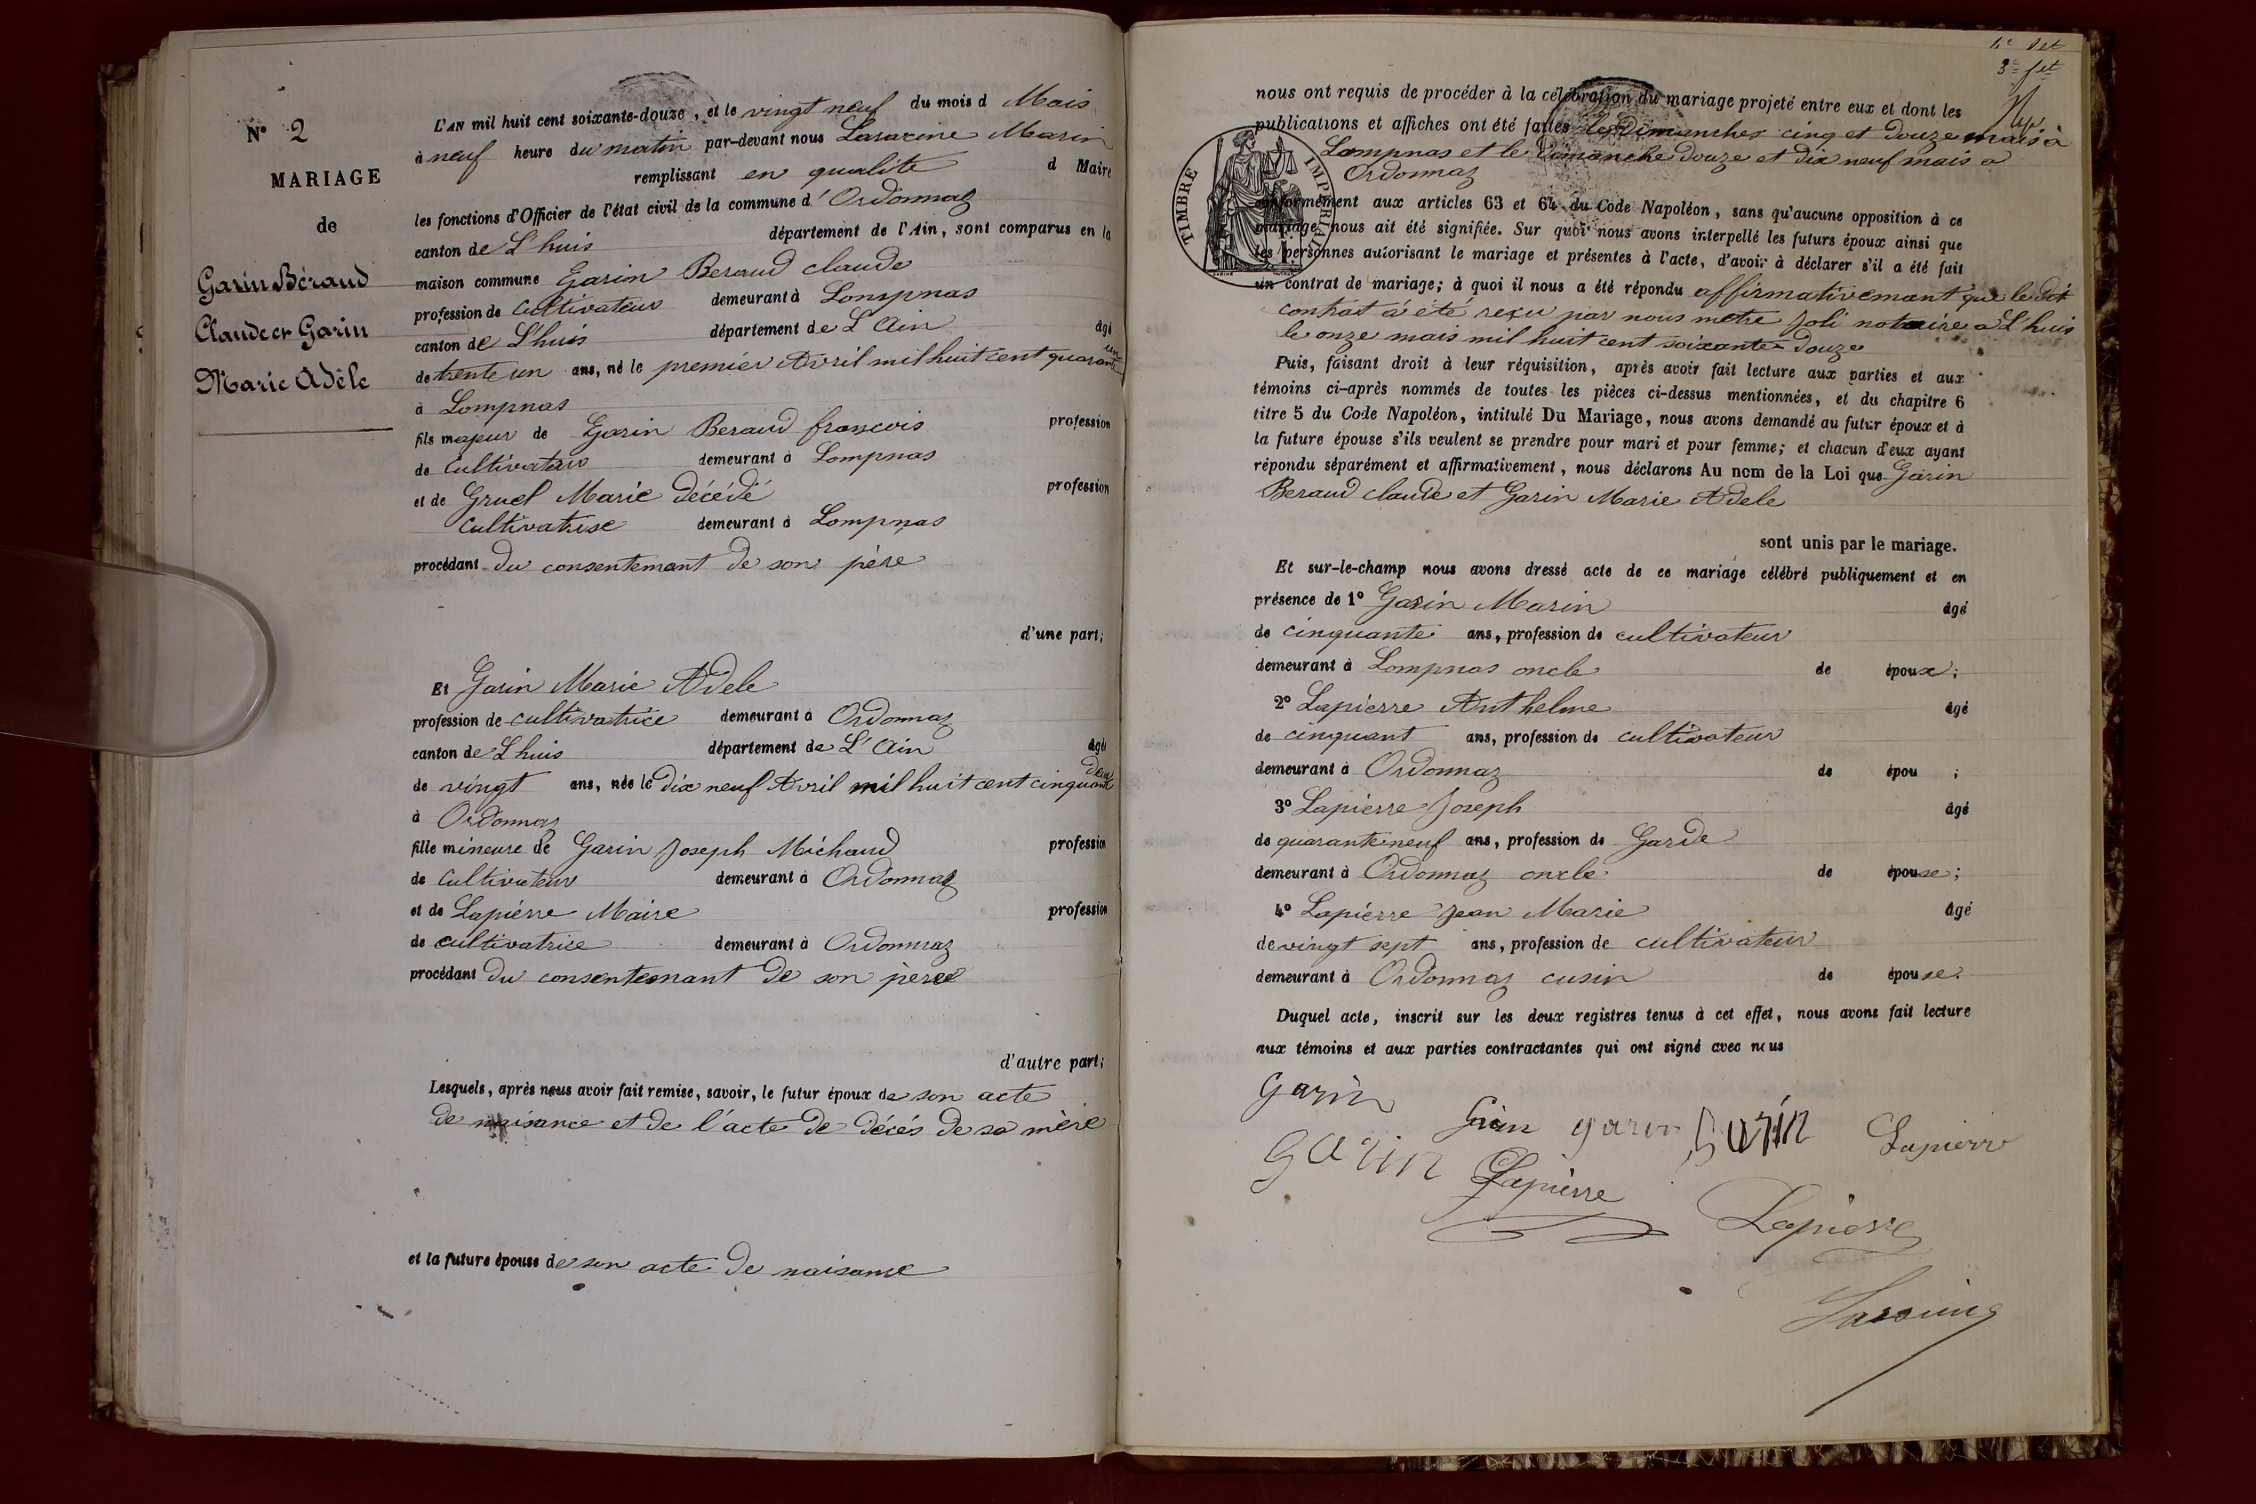 N° 2
MARIAGE
de
Garin Béraud
Claude et Garin
Marie Adèle
L'AN mil huit cent soixante-douze, et le vingt neuf du mois d Mais
à neuf heure du matin par-devant nous Sarazine Marin
remplissant en qualité d Maire
les fonctions d'Officier de l'état civil de la commune d'Ordonnaz
canton de L'huis département de l'Ain, sont comparus en la
maison commune Garin Beraud claude
profession de cultivateur demeurant à Lompnas
canton de L'huis département de L'Ain âgé
de trente un ans, né le premier Avril mil huit cent quarante un
à Lompnas
fils majeur de Garin Beraud francois profession
de Cultivateur demeurant à Lompnas
et de Gruel Marie décédé profession
cultivatrise demeurant à Lompnas
procédant du consentemant de son père
d'une part;
Et Garin Marie Adele
profession de cultivatrice demeurant à Ordonnaz
canton de L'huis département de L'Ain âgée
de vingt ans, née le dix neuf Avril mil huit cent cinquante deux
à Ordonnaz
fille mineure de Garin Joseph Michaud profession
de cultivateur demeurant à Ordonnaz
et de Lapierre Maire profession
de cultivatrice demeurant à Ordonnaz
procédant du consentemant de son père
d'autre part;
Lesquels, après nous avoir fait remise, savoir, le futur époux de son acte
de naisance et de l'acte de décés de sa mère
et la future épouse de son acte de naisanse
1e det
3e fet
nous ont requis de procéder à la célébration du mariage projeté entre eux et dont les
publications et affiches ont été faites les Dimanches cinq et douze mais à
Lompnas et le Dimanche douze et dix neuf mais a
Ordonnaz
TIMBRE IMPERIAL
conformément aux articles 63 et 64 du Code Napoléon, sans qu'aucune opposition à ce
mariage nous ait été signifiée. Sur quoi nous avons interpellé les futurs époux ainsi que
les personnes autorisant le mariage et présentes à l'acte, d'avoir à déclarer s'il a été fait
un contrat de mariage; à quoi il nous a été répondu affirmativemant que le dit
contrat à été reçu par nous metre Joli notaire a L'huis
le onze mais mil huit cent soixante douze
Puis, faisant droit à leur réquisition, après avoir fait lecture aux parties et aux
témoins ci-après nommés de toutes les pièces ci-dessus mentionnées, et du chapitre 6
titre 5 du Code Napoléon, intitulé Du Mariage, nous avons demandé au futur époux et à
la future épouse s'ils veulent se prendre pour mari et pour femme; et chacun d'eux ayant
répondu séparément et affirmativement, nous déclarons Au nom de la Loi que Garin
Beraud claude et Garin Marie Adele
sont unis par le mariage.
Et sur-le-champ nous avons dressé acte de ce mariage célébré publiquement et en
présence de 1° Garin Marin âgé
de cinquante ans, profession de cultivateur
demeurant à Lompnas oncle de époux;
2° Lapierre Anthelme âgé
de cinquant ans, profession de cultivateur
demeurant à Ordonnaz de épou ;
3° Lapierre Joseph âgé
de quarante neuf ans, profession de Garde
demeurant à Ordonnaz oncle de épouse;
4° Lapierre Jean Marie âgé
de vingt sept ans, profession de cultivateur
demeurant à Ordonnaz cusin de épouse.
Duquel acte, inscrit sur les deux registres tenus à cet effet, nous avons fait lecture
aux témoins et aux parties contractantes qui ont signé avec nous
Garin
garin Garin Lapierre
Garin Lapierre
Lapierre